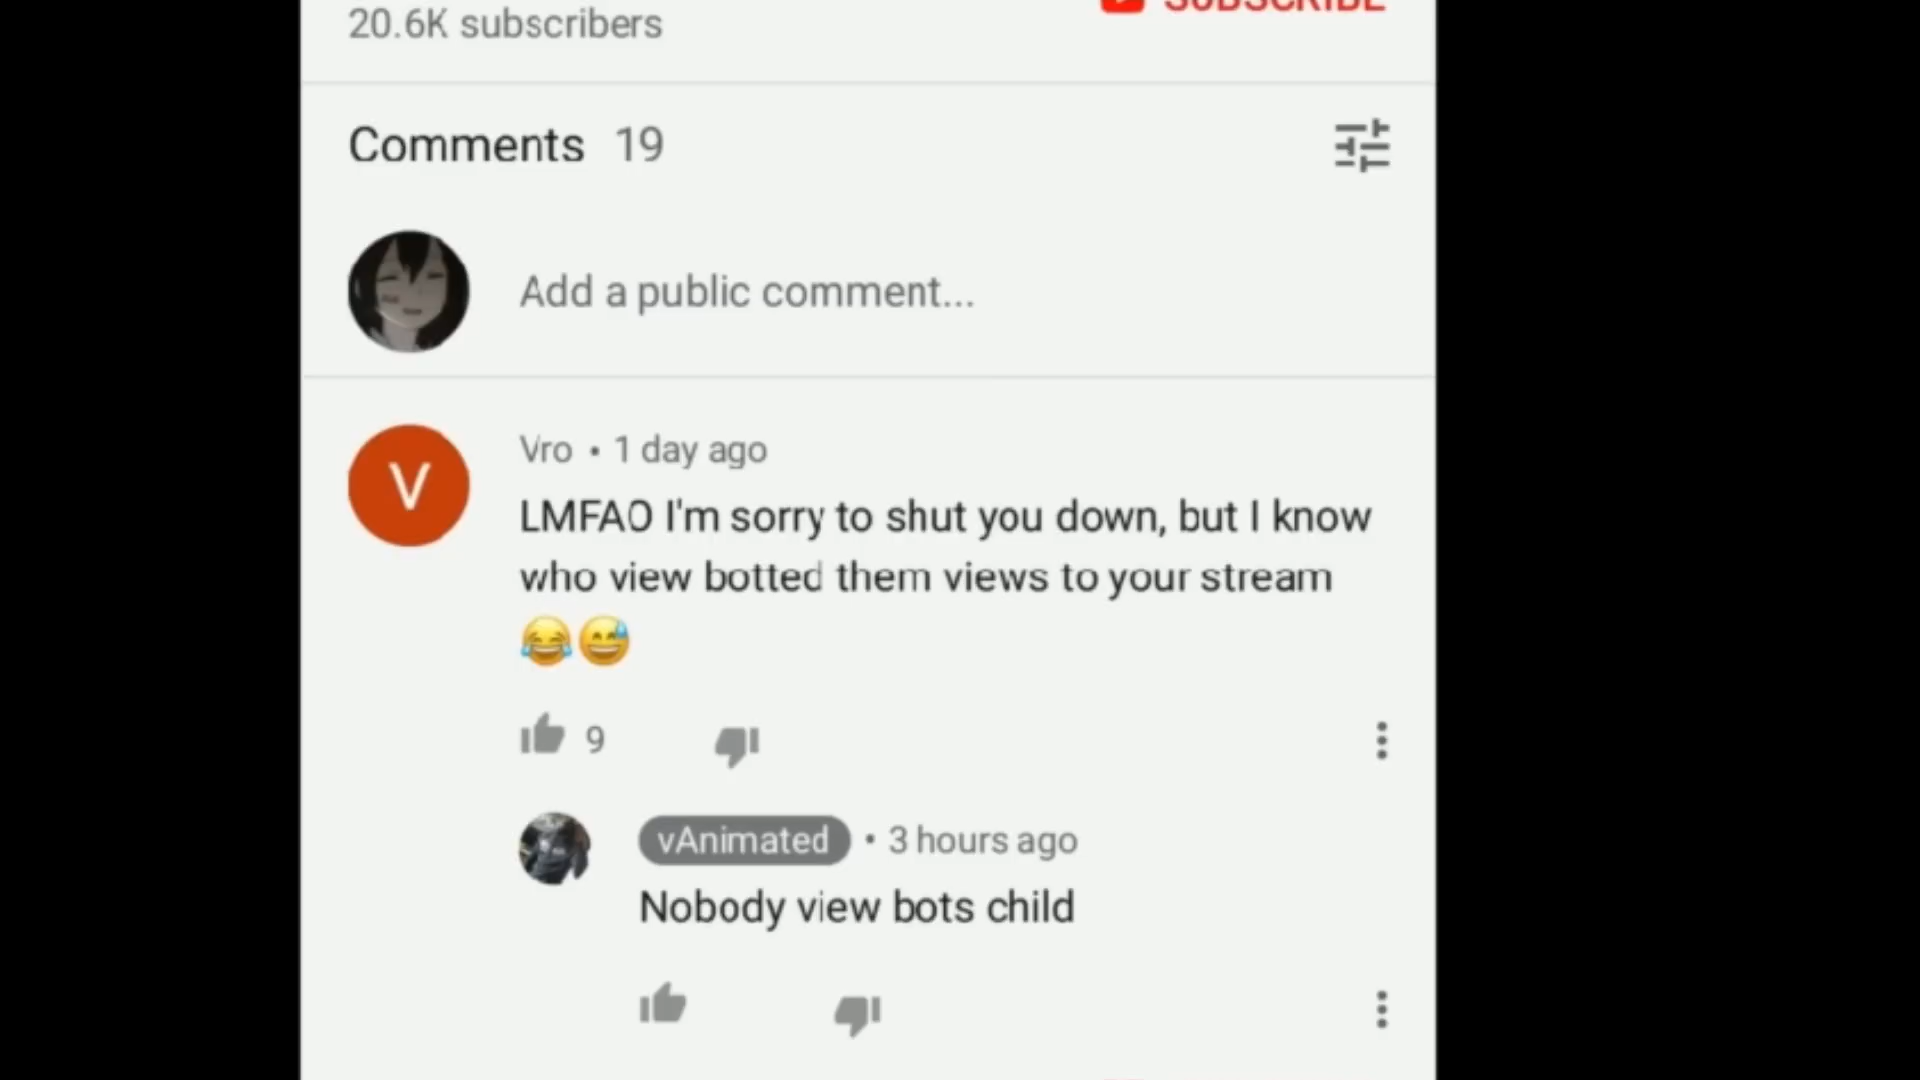 20.6K subscribers
SUBSCRIBE
Comments 19
Add a public comment...
V
Vro • 1 day ago
LMFAO I'm sorry to shut you down, but I know
who view botted them views to your stream
😂😅
9
vAnimated • 3 hours ago
Nobody view bots child